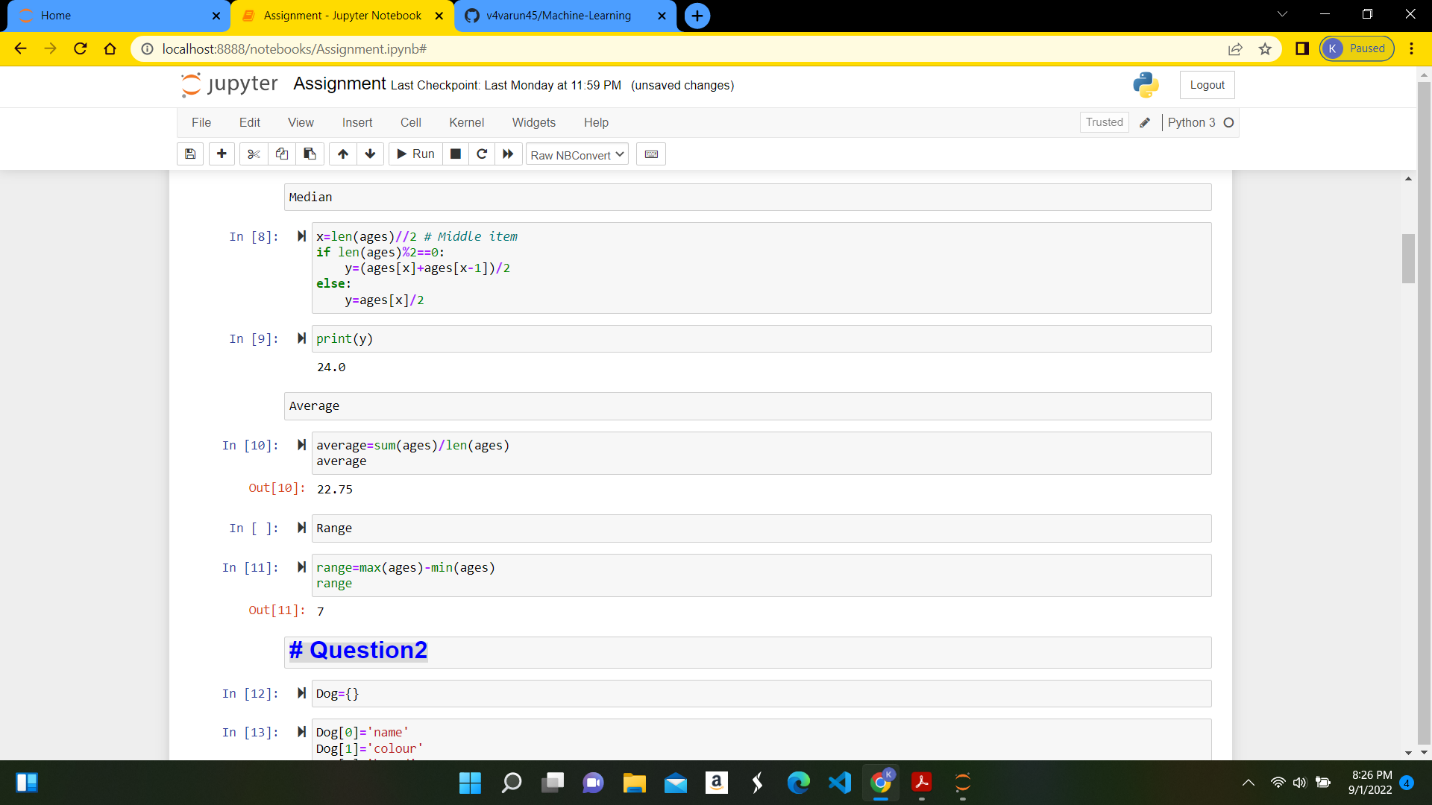 Home
Assignment - Jupyter Notebook
v4varun45/Machine-Learning
localhost:8888/notebooks/Assignment.ipynb#
K Paused
jupyter Assignment Last Checkpoint: Last Monday at 11:59 PM (unsaved changes)
Logout
File Edit View Insert Cell Kernel Widgets Help
Trusted Python 3
Run Raw NBConvert
Median
In [8]: x=len(ages)//2 # Middle item
if len(ages)%2==0:
    y=(ages[x]+ages[x-1])/2
else:
    y=ages[x]/2
In [9]: print(y)
24.0
Average
In [10]: average=sum(ages)/len(ages)
average
Out[10]: 22.75
In [ ]: Range
In [11]: range=max(ages)-min(ages)
range
Out[11]: 7
# Question2
In [12]: Dog={}
In [13]: Dog[0]='name'
Dog[1]='colour'
8:26 PM
9/1/2022 4